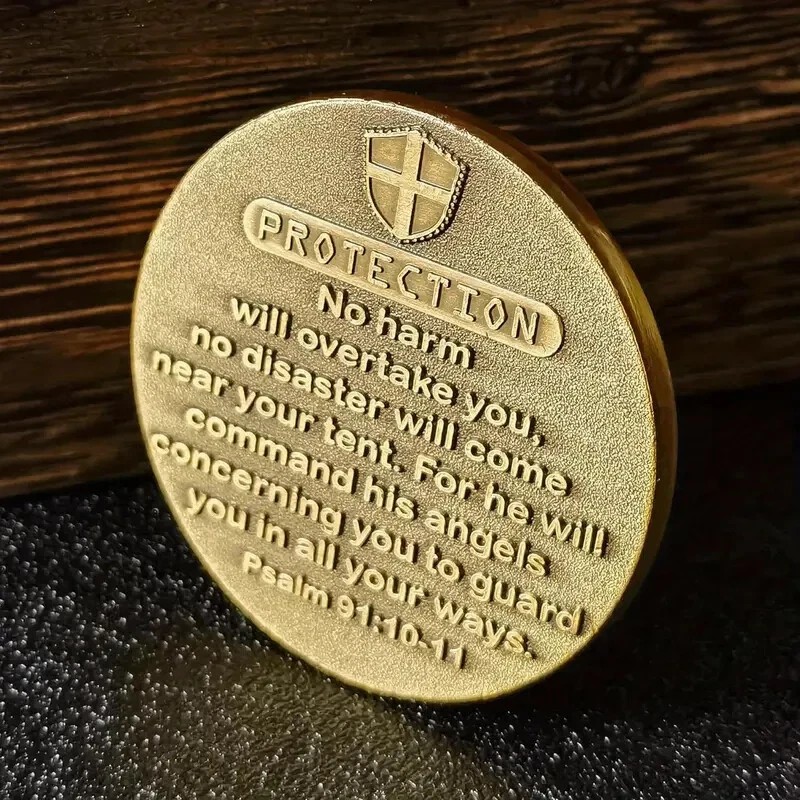 PROTECTION
No harm
will overtake you,
no disaster will come
near your tent. For he will
command his angels
concerning you to guard
you in all your ways.
Psalm 91:10-11